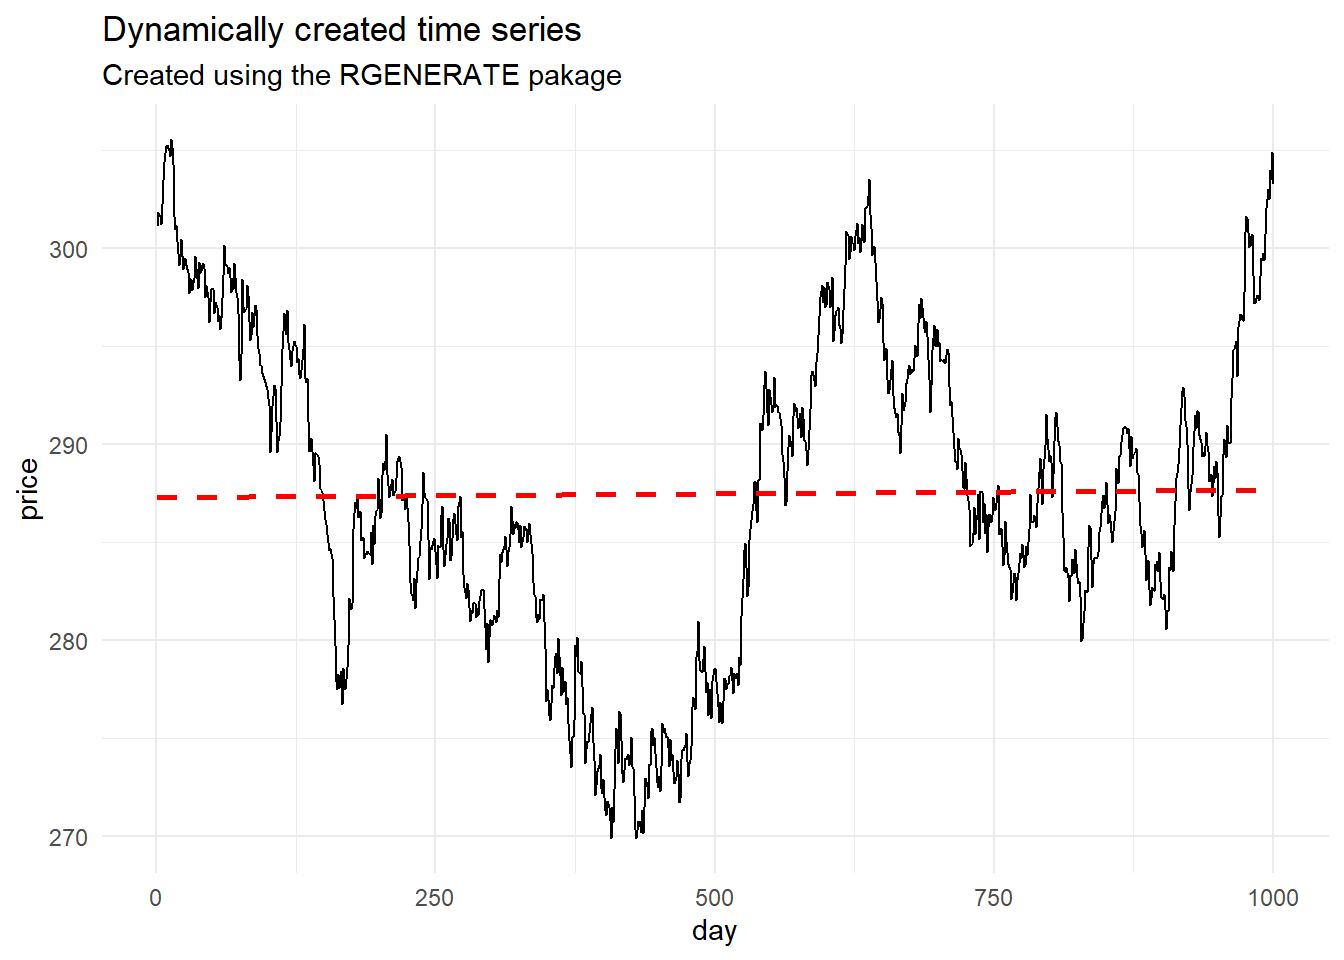 Dynamically created time series
Created using the RGENERATE pakage
300
290
280
270
price
0 250 500 750 1000
day